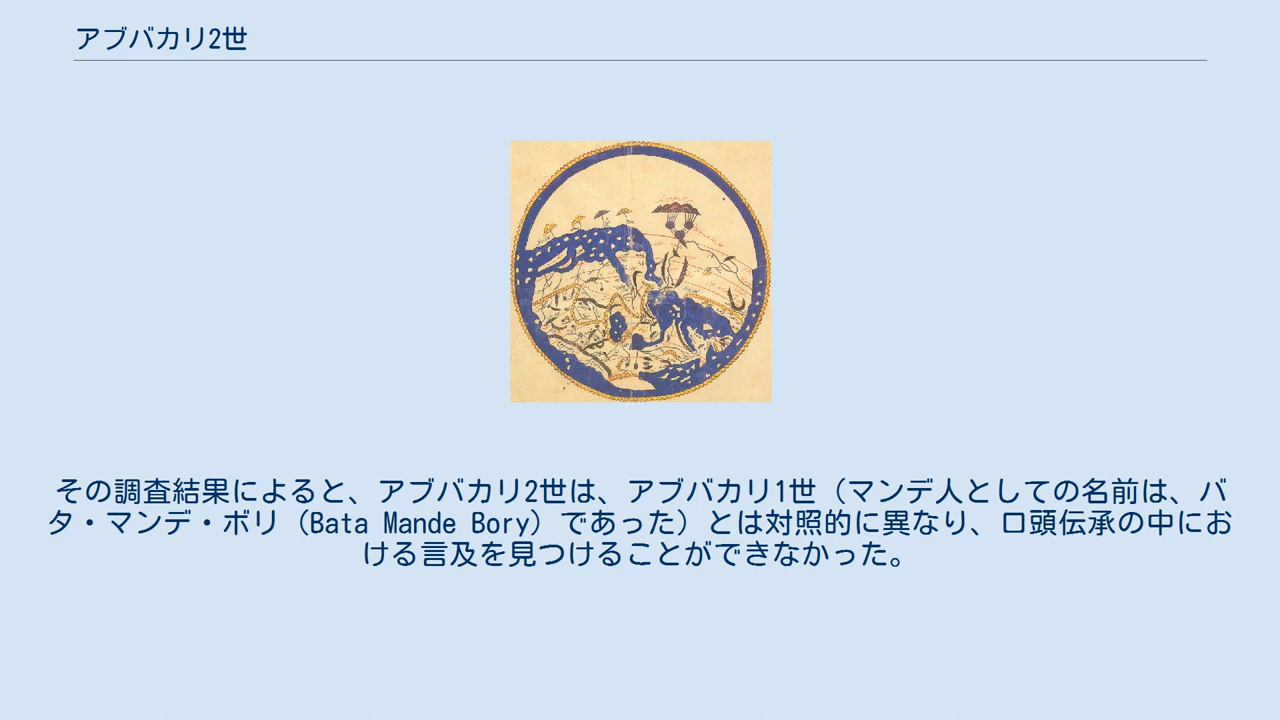 アブバカリ2世
その調査結果によると、アブバカリ2世は、アブバカリ1世（マンデ人としての名前は、バ
タ・マンデ・ボリ（Bata Mande Bory）であった）とは対照的に異なり、口頭伝承の中にお
ける言及を見つけることができなかった。